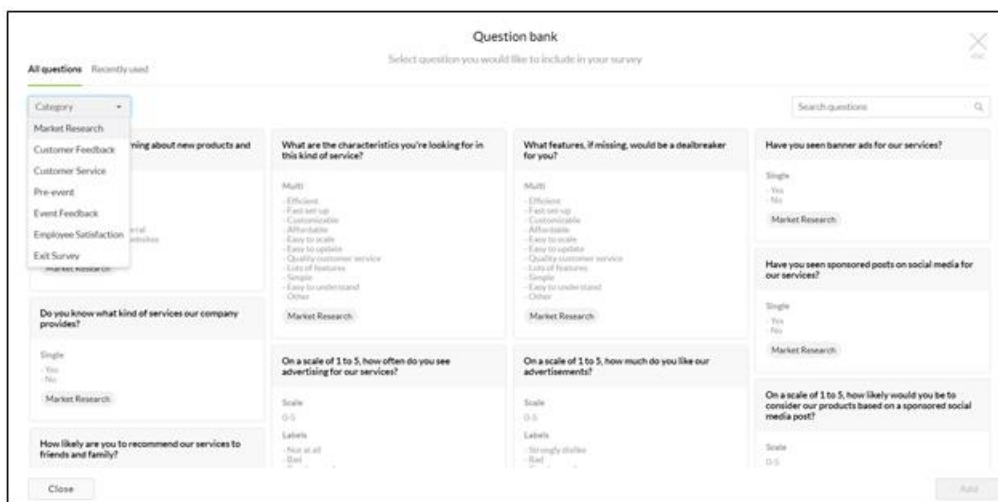 Question bank
Select question you would like to include in your survey
All questions Recently used
Category
Search questions
Market Research
Customer Feedback
Customer Service
Pre-event
Event Feedback
Employee Satisfaction
Exit Survey
rning about new products and
Market Research
Do you know what kind of services our company
provides?
Single
- Yes
- No
Market Research
How likely are you to recommend our services to
friends and family?
What are the characteristics you're looking for in
this kind of service?
Multi
- Efficient
- Fast set-up
- Customizable
- Affordable
- Easy to scale
- Easy to update
- Quality customer service
- Lots of features
- Simple
- Easy to understand
- Other
Market Research
On a scale of 1 to 5, how often do you see
advertising for our services?
Scale
0-5
Labels
- Not at all
- Bad
What features, if missing, would be a dealbreaker
for you?
Multi
- Efficient
- Fast set-up
- Customizable
- Affordable
- Easy to scale
- Easy to update
- Quality customer service
- Lots of features
- Simple
- Easy to understand
- Other
Market Research
On a scale of 1 to 5, how much do you like our
advertisements?
Scale
0-5
Labels
- Strongly dislike
- Bad
Have you seen banner ads for our services?
Single
- Yes
- No
Market Research
Have you seen sponsored posts on social media for
our services?
Single
- Yes
- No
Market Research
On a scale of 1 to 5, how likely would you be to
consider our products based on a sponsored social
media post?
Scale
0-5
Close
Add